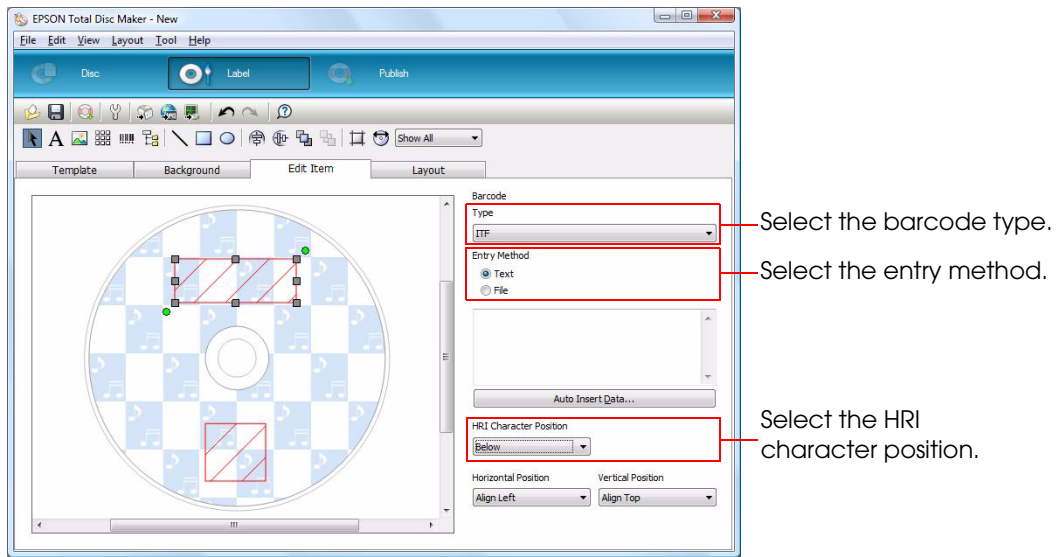 EPSON Total Disc Maker - New
File Edit View Layout Tool Help
Disc Label Publish
A Show All
Template Background Edit Item Layout
Barcode
Type
ITF
Select the barcode type.
Entry Method
Text
File
Select the entry method.
Auto Insert Data...
HRI Character Position
Below
Select the HRI
character position.
Horizontal Position Vertical Position
Align Left Align Top